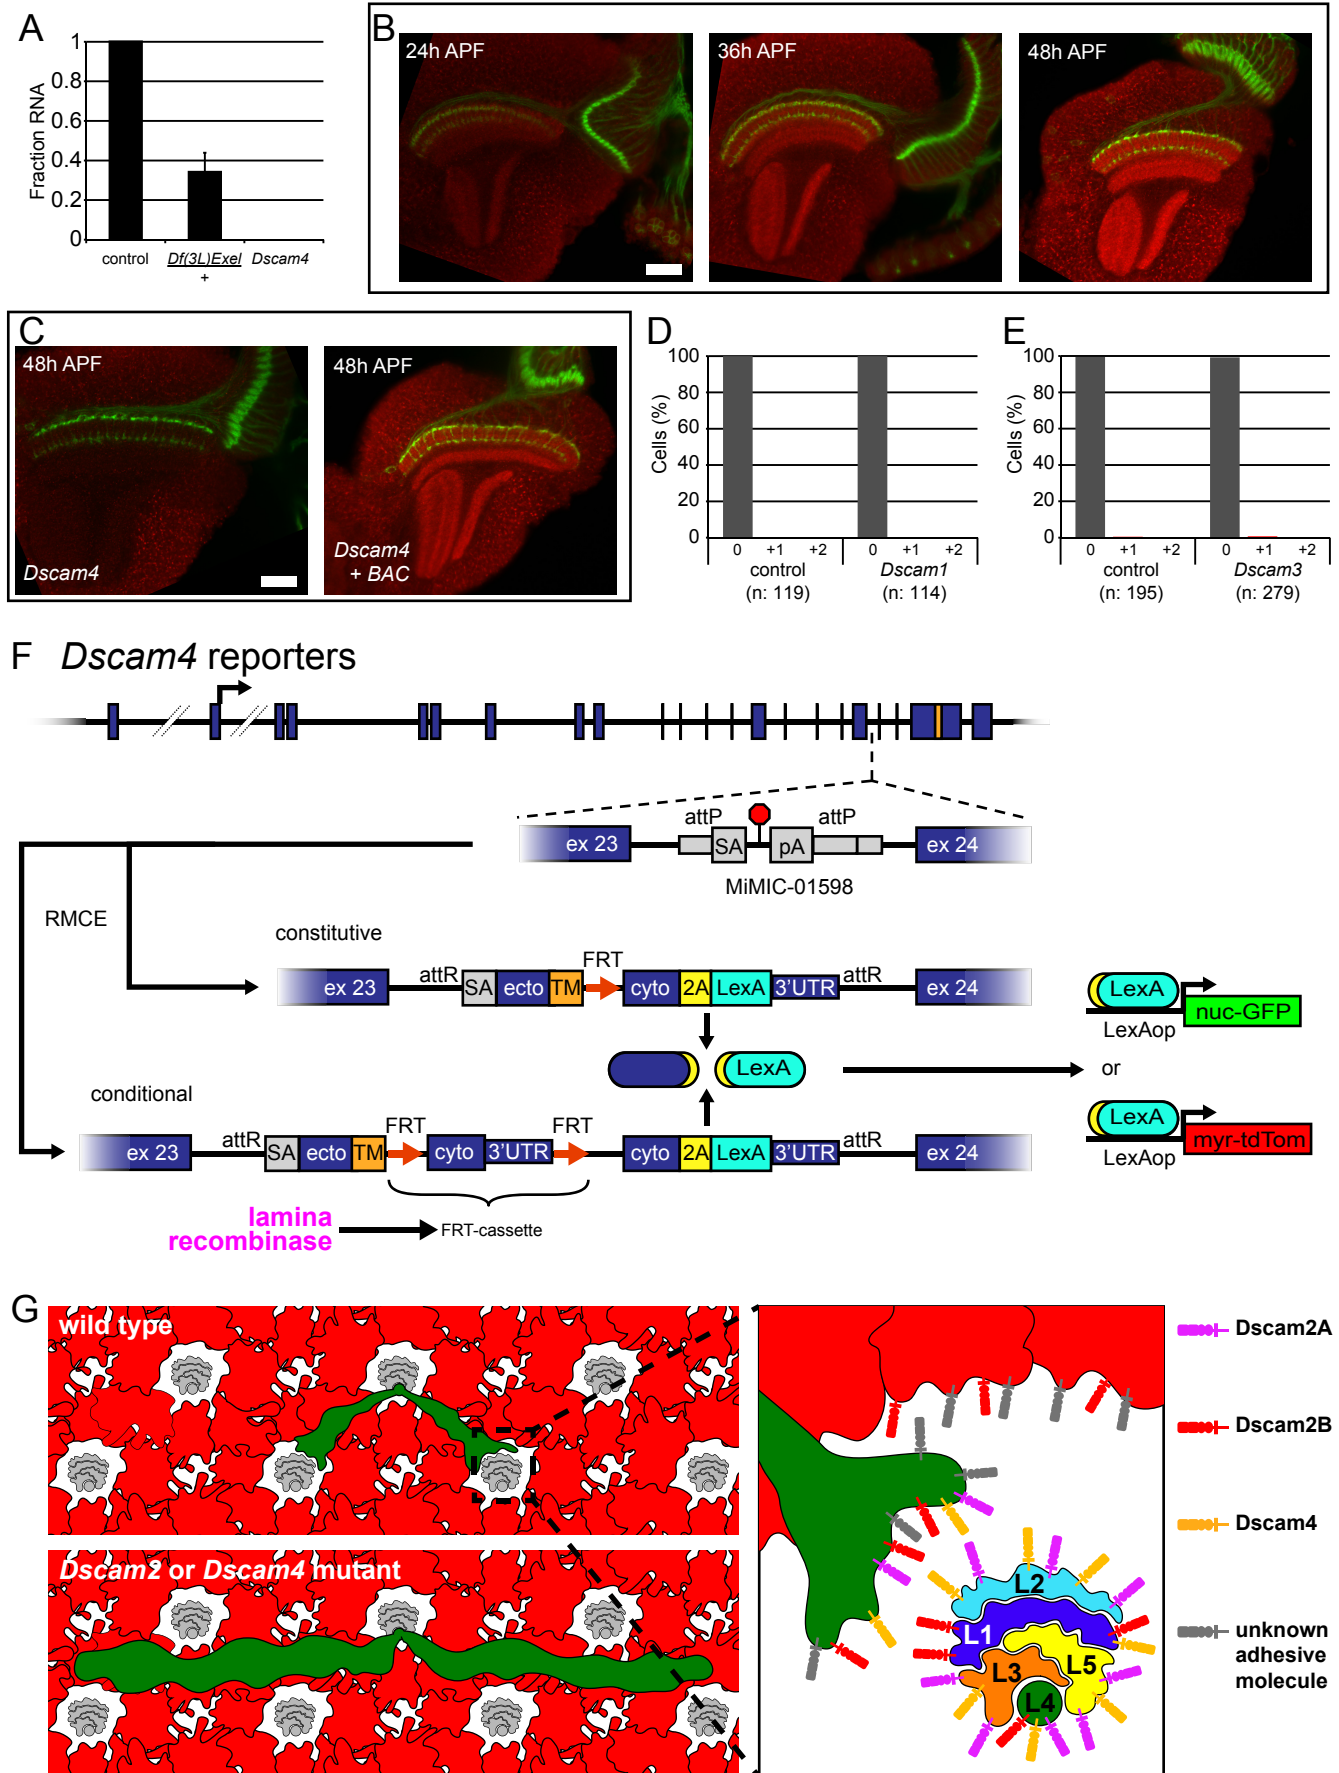 A
Fraction RNA
1
0.8
0.6
0.4
0.2
0
control
Df(3L)Exel
+
Dscam4
B
24h APF
36h APF
48h APF
C
48h APF
Dscam4
48h APF
Dscam4
+ BAC
D
Cells (%)
100
80
60
40
20
0
0 +1 +2 0 +1 +2
control Dscam1
(n: 119) (n: 114)
E
Cells (%)
100
80
60
40
20
0
0 +1 +2 0 +1 +2
control Dscam3
(n: 195) (n: 279)
F Dscam4 reporters
attP attP
ex 23 SA pA ex 24
MiMIC-01598
RMCE
constitutive
FRT
attR attR
ex 23 SA ecto TM cyto 2A LexA 3'UTR ex 24
LexA
nuc-GFP
LexAop
LexA
or
conditional
FRT FRT
attR attR
ex 23 SA ecto TM cyto 3'UTR cyto 2A LexA 3'UTR ex 24
LexA
myr-tdTom
LexAop
lamina
recombinase
FRT-cassette
G
wild type
Dscam2 or Dscam4 mutant
L2
L1
L5
L3
L4
Dscam2A
Dscam2B
Dscam4
unknown
adhesive
molecule